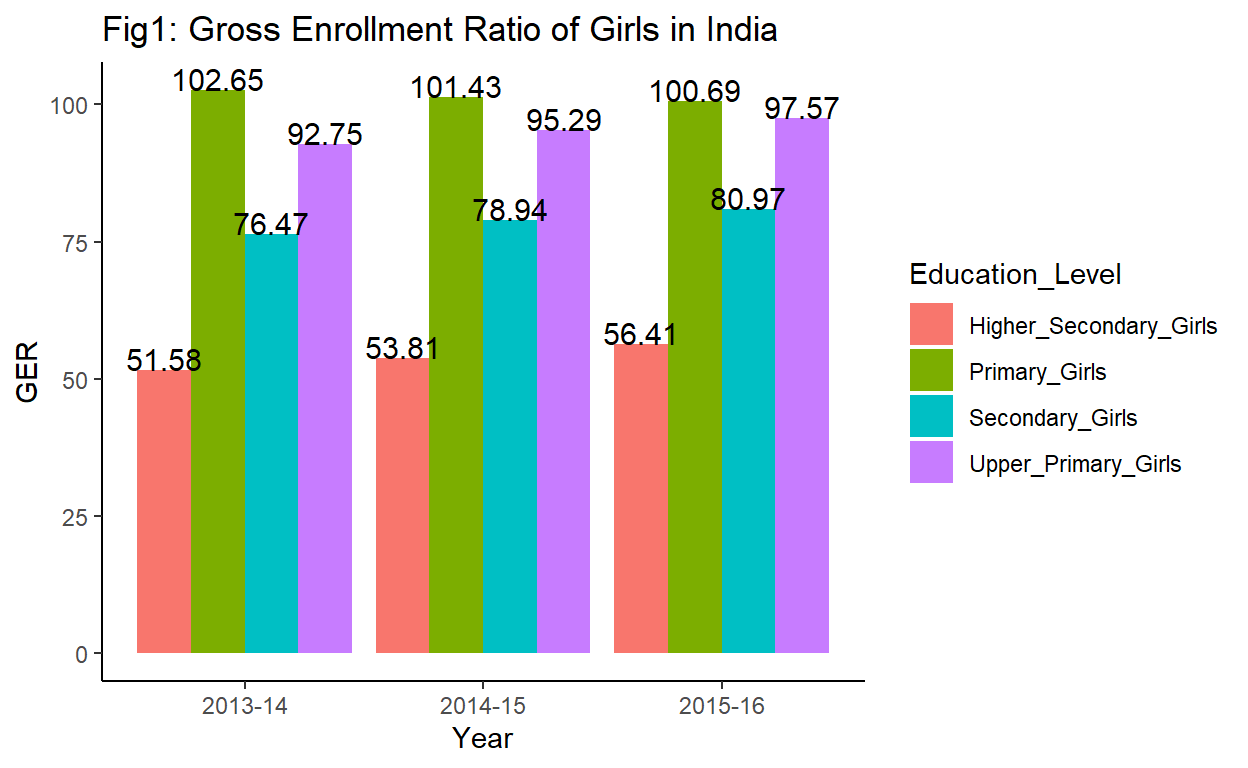 Fig1: Gross Enrollment Ratio of Girls in India
GER
100
75
50
25
0
51.58
102.65
76.47
92.75
53.81
101.43
78.94
95.29
56.41
100.69
80.97
97.57
2013-14
2014-15
2015-16
Year
Education_Level
Higher_Secondary_Girls
Primary_Girls
Secondary_Girls
Upper_Primary_Girls